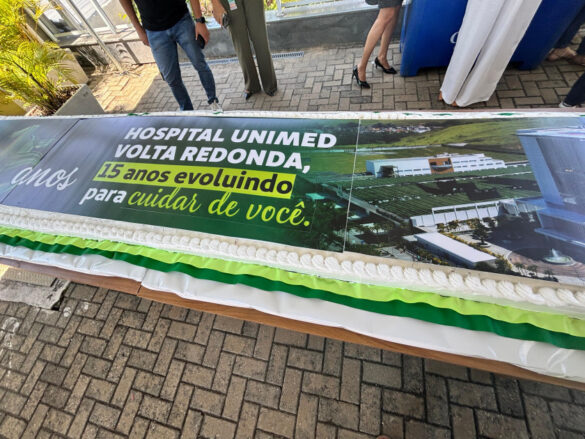 anos
HOSPITAL UNIMED
VOLTA REDONDA,
15 anos evoluindo
para cuidar de você.